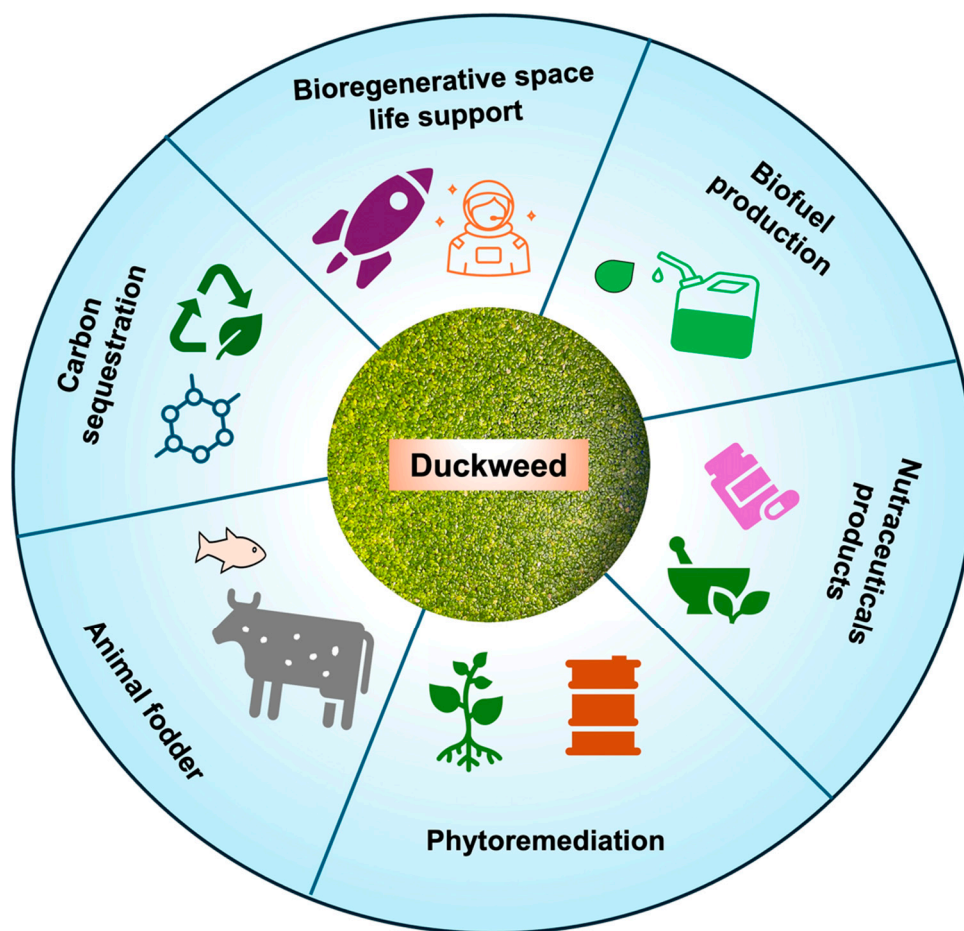 Bioregenerative space
life support
Biofuel
production
Nutraceuticals
products
Phytoremediation
Animal fodder
Carbon
sequestration
Duckweed